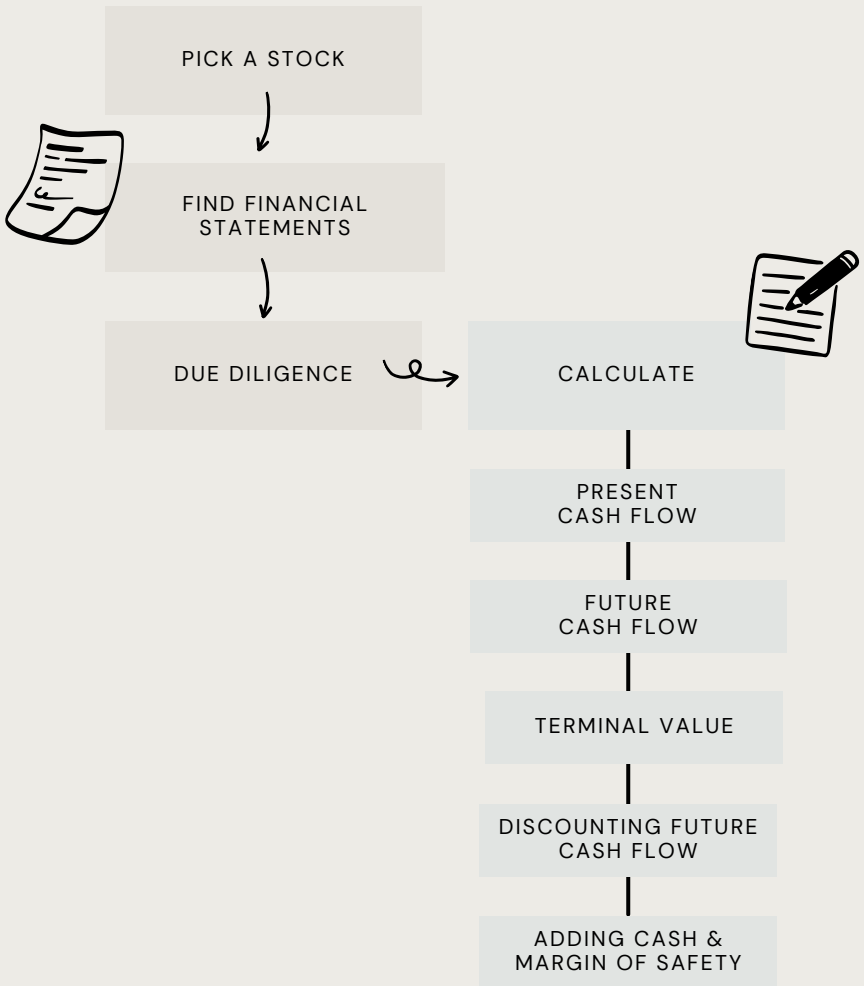 PICK A STOCK
FIND FINANCIAL
STATEMENTS
DUE DILIGENCE
CALCULATE
PRESENT
CASH FLOW
FUTURE
CASH FLOW
TERMINAL VALUE
DISCOUNTING FUTURE
CASH FLOW
ADDING CASH &
MARGIN OF SAFETY